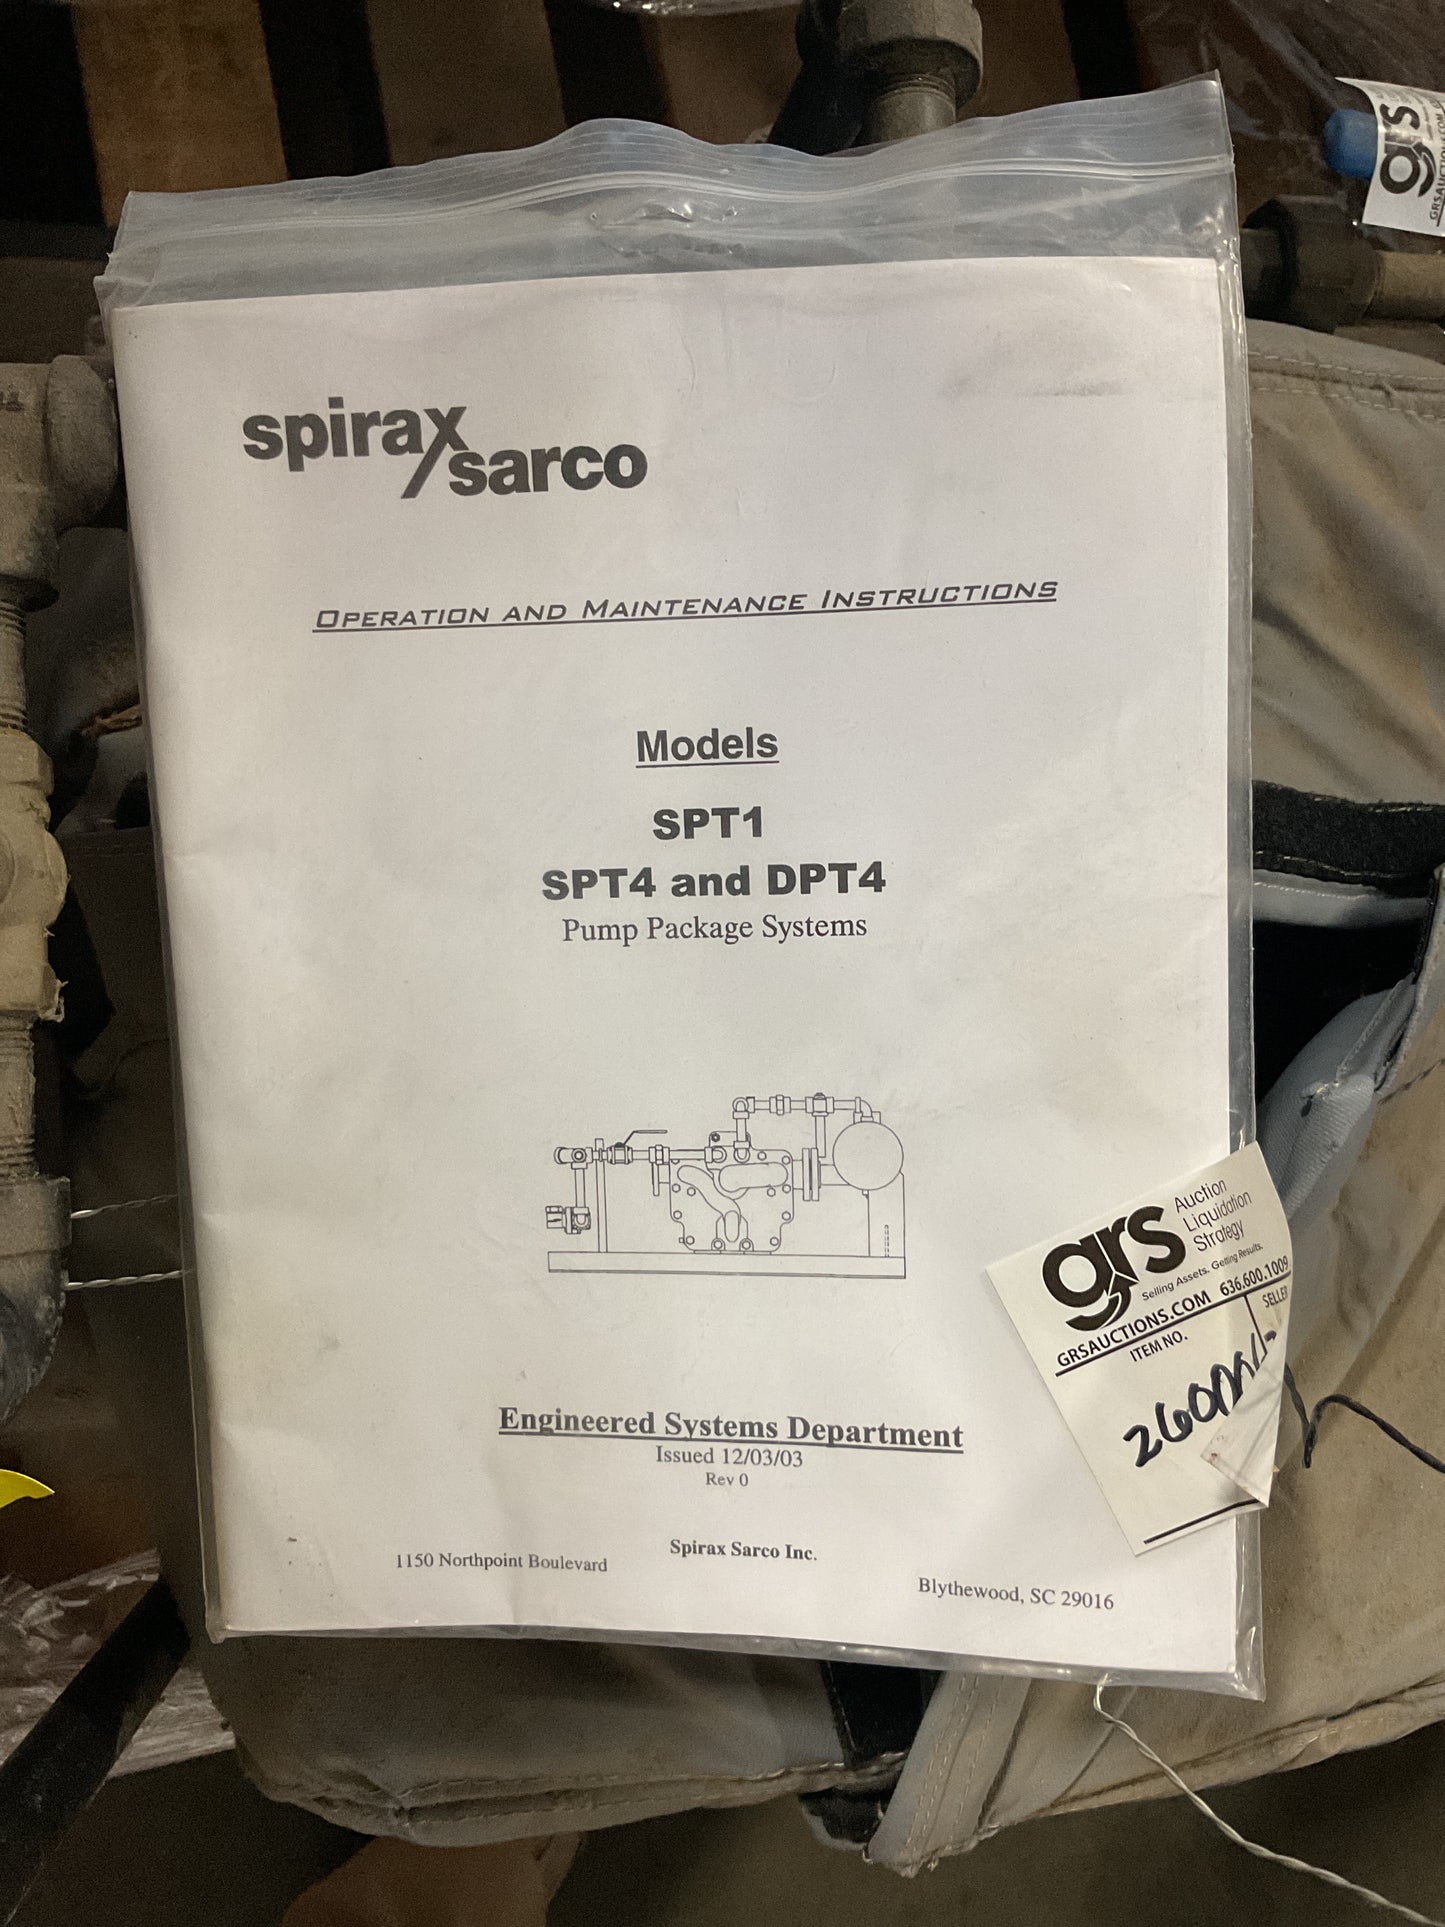 spirax
sarco
OPERATION AND MAINTENANCE INSTRUCTIONS
Models
SPT1
SPT4 and DPT4
Pump Package Systems
Engineered Systems Department
Issued 12/03/03
Rev 0
Spirax Sarco Inc.
1150 Northpoint Boulevard
Blythewood, SC 29016
grs
Auction
Liquidation
Strategy
Selling Assets. Getting Results.
GRSAUCTIONS.COM 636.600.1009
ITEM NO.
SELLER
grs